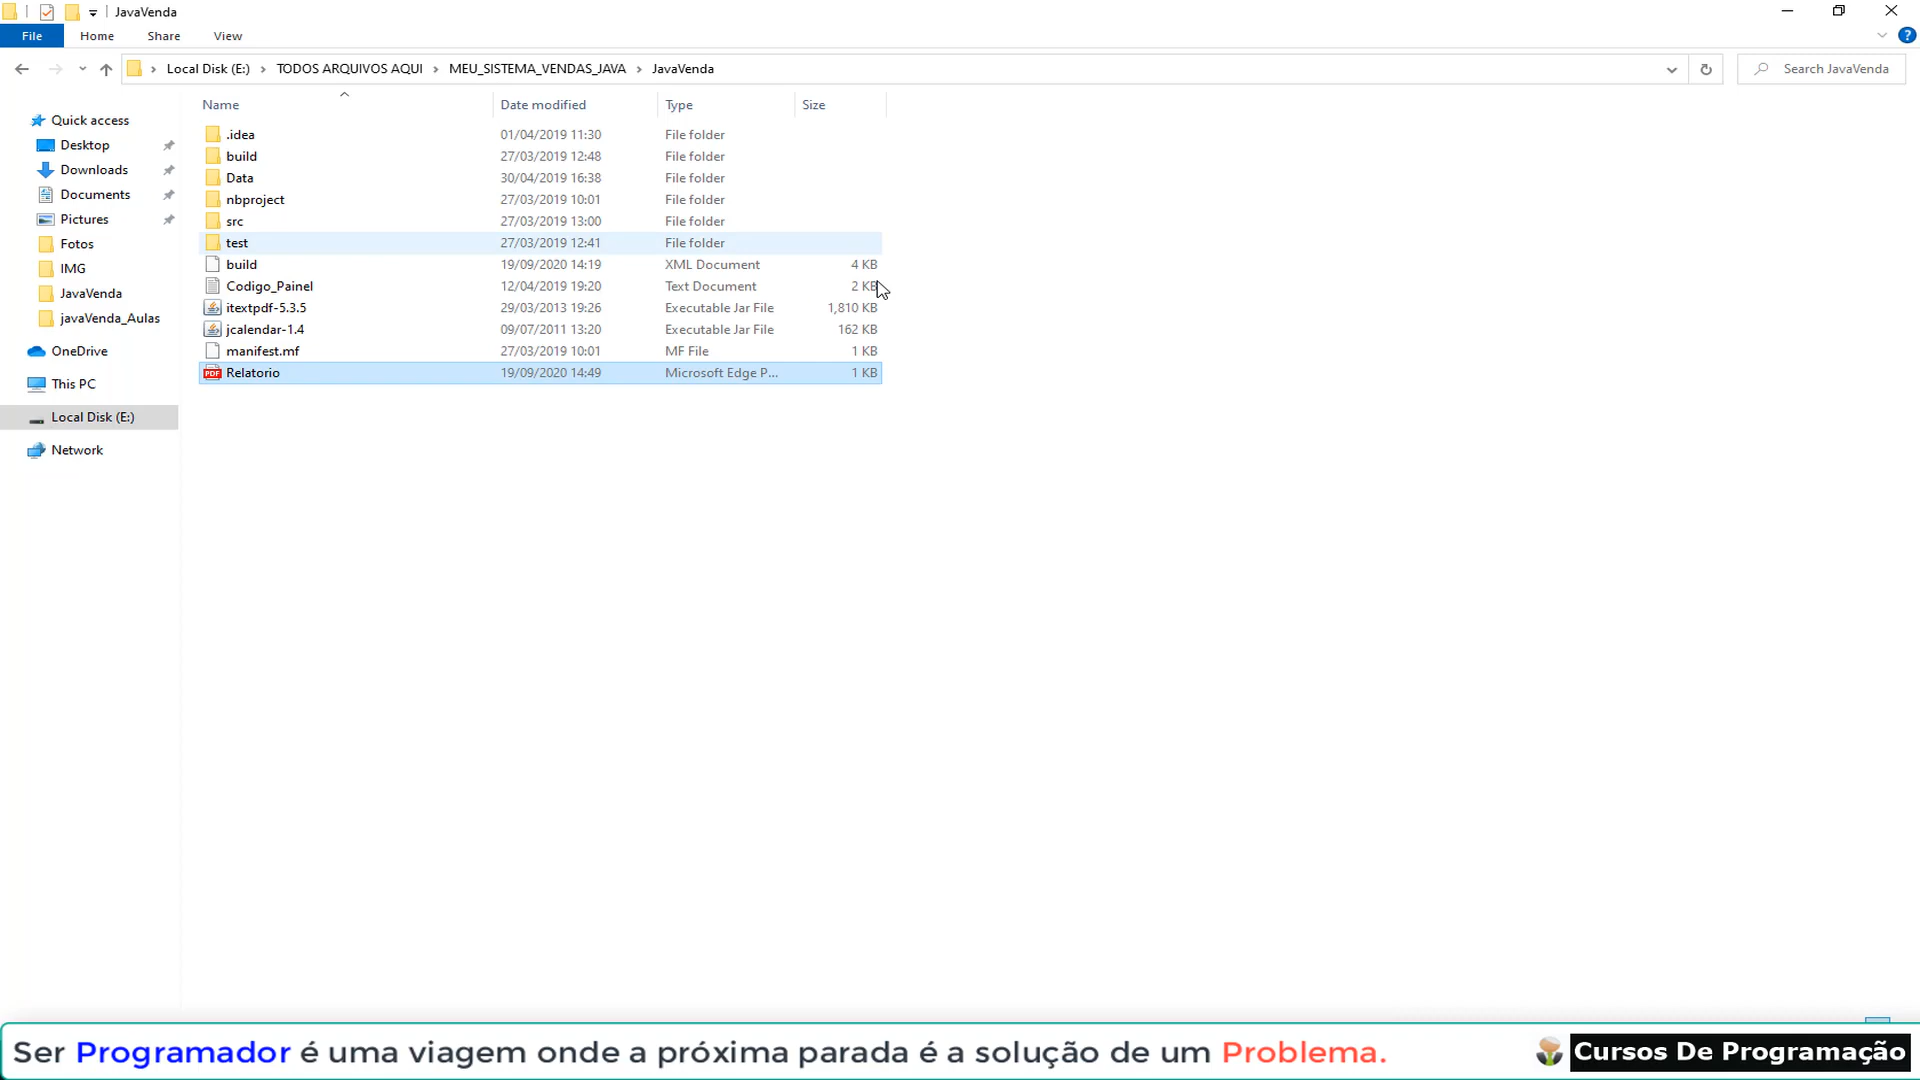 JavaVenda
File Home Share View
Local Disk (E:) TODOS ARQUIVOS AQUI MEU_SISTEMA_VENDAS_JAVA JavaVenda Search JavaVenda
Name Date modified Type Size
Quick access
Desktop
Downloads
Documents
Pictures
Fotos
IMG
JavaVenda
javaVenda_Aulas
OneDrive
This PC
Local Disk (E:)
Network
.idea 01/04/2019 11:30 File folder
build 27/03/2019 12:48 File folder
Data 30/04/2019 16:38 File folder
nbproject 27/03/2019 10:01 File folder
src 27/03/2019 13:00 File folder
test 27/03/2019 12:41 File folder
build 19/09/2020 14:19 XML Document 4 KB
Codigo_Painel 12/04/2019 19:20 Text Document 2 KB
itextpdf-5.3.5 29/03/2013 19:26 Executable Jar File 1,810 KB
jcalendar-1.4 09/07/2011 13:20 Executable Jar File 162 KB
manifest.mf 27/03/2019 10:01 MF File 1 KB
PDF Relatorio 19/09/2020 14:49 Microsoft Edge P... 1 KB
Ser Programador é uma viagem onde a próxima parada é a solução de um Problema.
Cursos De Programação